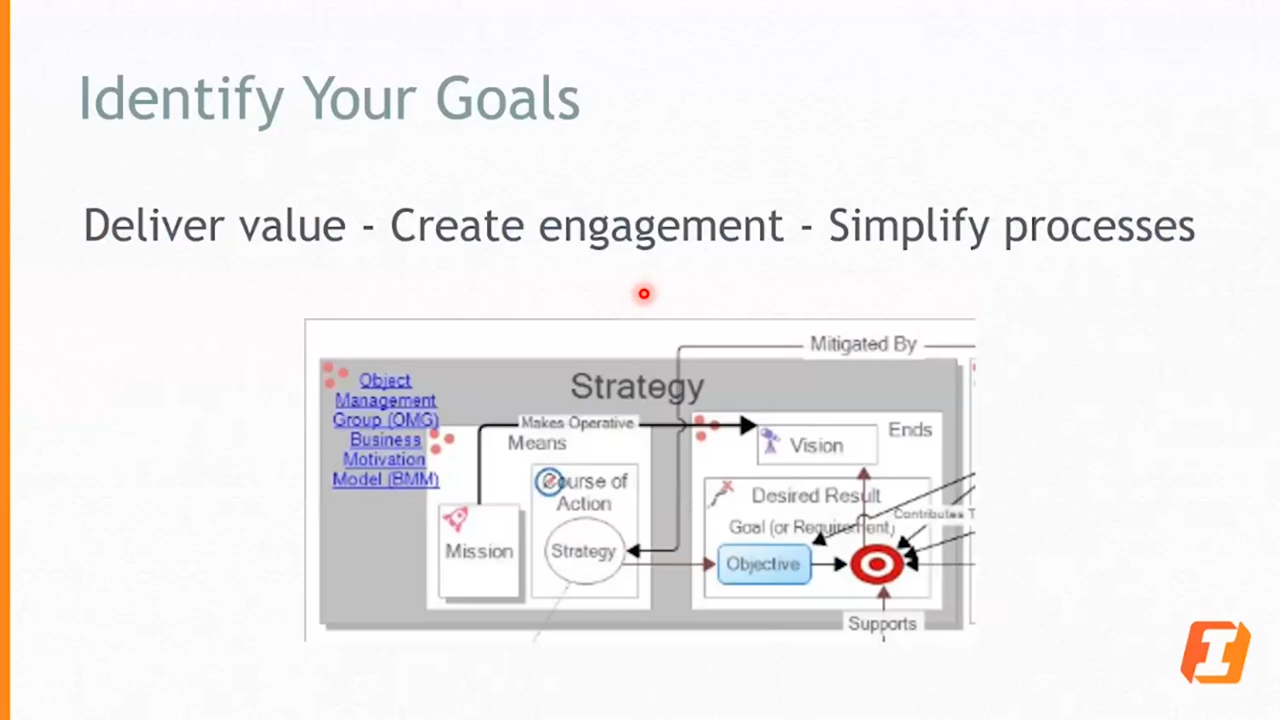 Identify Your Goals
Deliver value - Create engagement - Simplify processes
Mitigated By
Strategy
Object
Management
Group (OMG)
Business
Motivation
Model (BMM)
Makes Operative
Means
Ends
Vision
Course of
Action
Desired Result
Goal (or Requirement)
Contributes T
Mission
Strategy
Objective
Supports